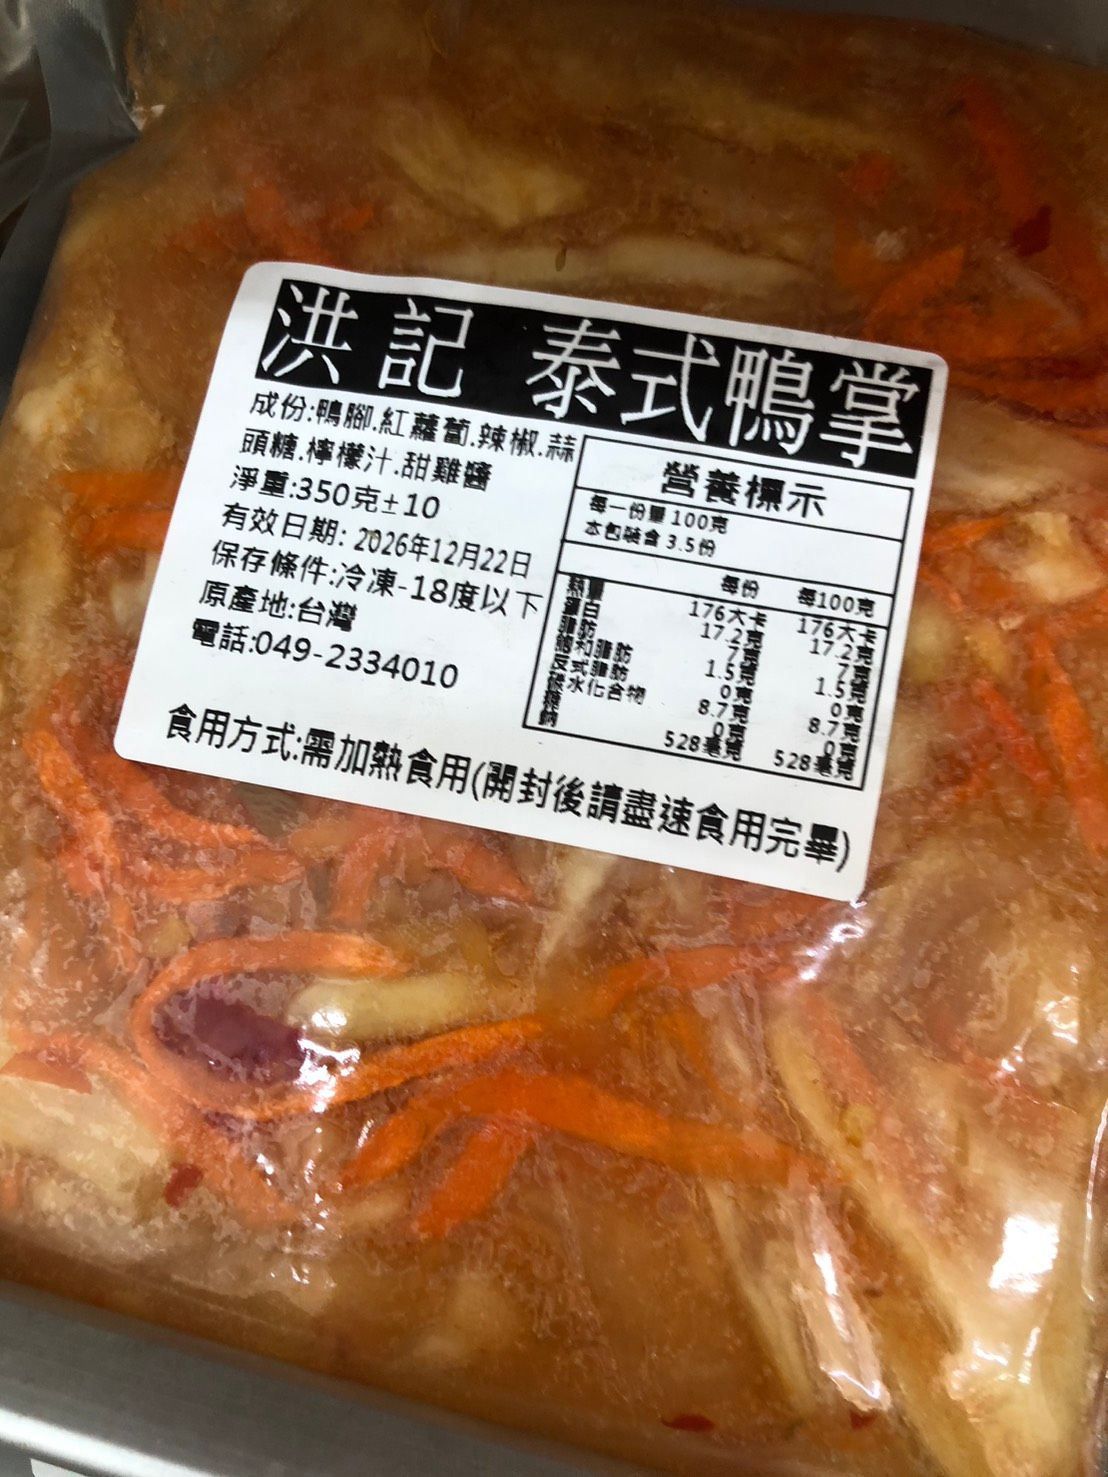 洪記 泰式鴨掌
成份:鴨腳.紅蘿蔔.辣椒.蒜
頭糖.檸檬汁.甜雞醬
淨重:350克±10
有效日期: 2026年12月22日
保存條件:冷凍-18度以下
原產地:台灣
電話:049-2334010
營養標示
每一份量 100克
本包裝含 3.5份
每份 每100克
熱量 176大卡 176大卡
蛋白 17.2克 17.2克
脂肪 7克 7克
飽和脂肪 1.5克 1.5克
反式脂肪 0克 0克
碳水化合物 8.7克 8.7克
糖 0克 0克
鈉 528毫克 528毫克
食用方式:需加熱食用(開封後請盡速食用完畢)